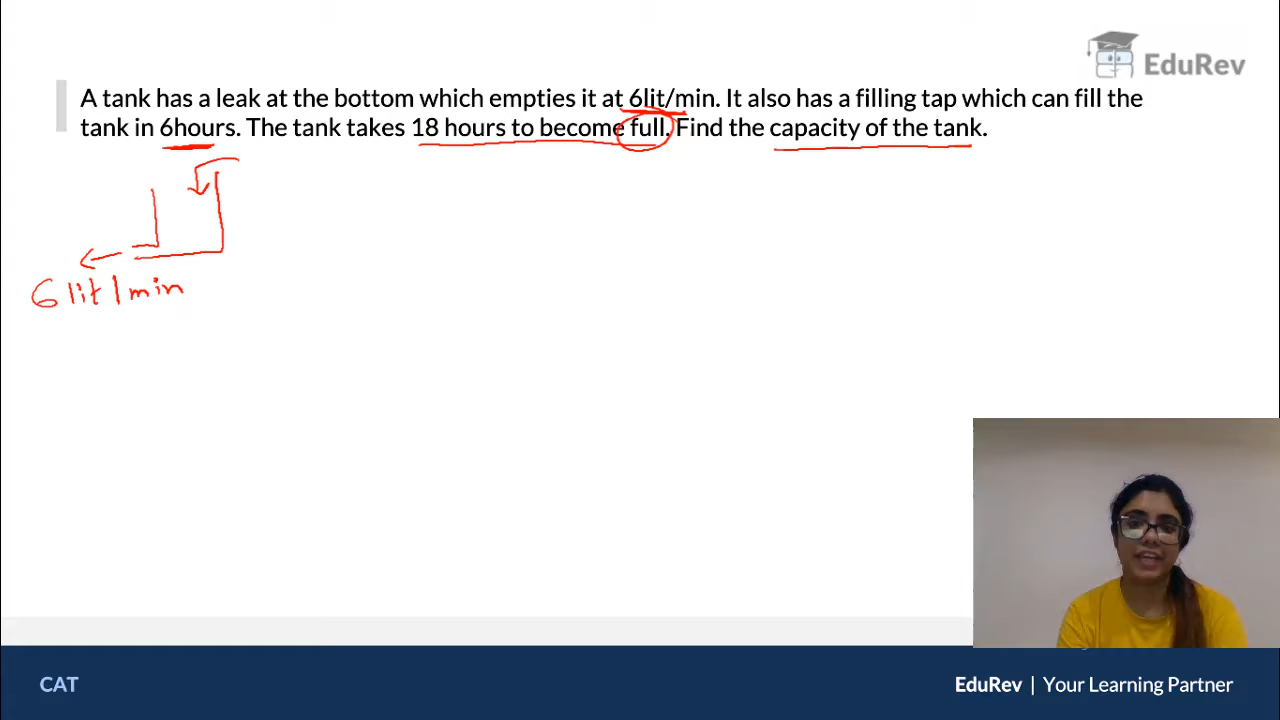 EduRev
A tank has a leak at the bottom which empties it at 6lit/min. It also has a filling tap which can fill the
tank in 6hours. The tank takes 18 hours to become full. Find the capacity of the tank.
6 lit/min
CAT
EduRev | Your Learning Partner